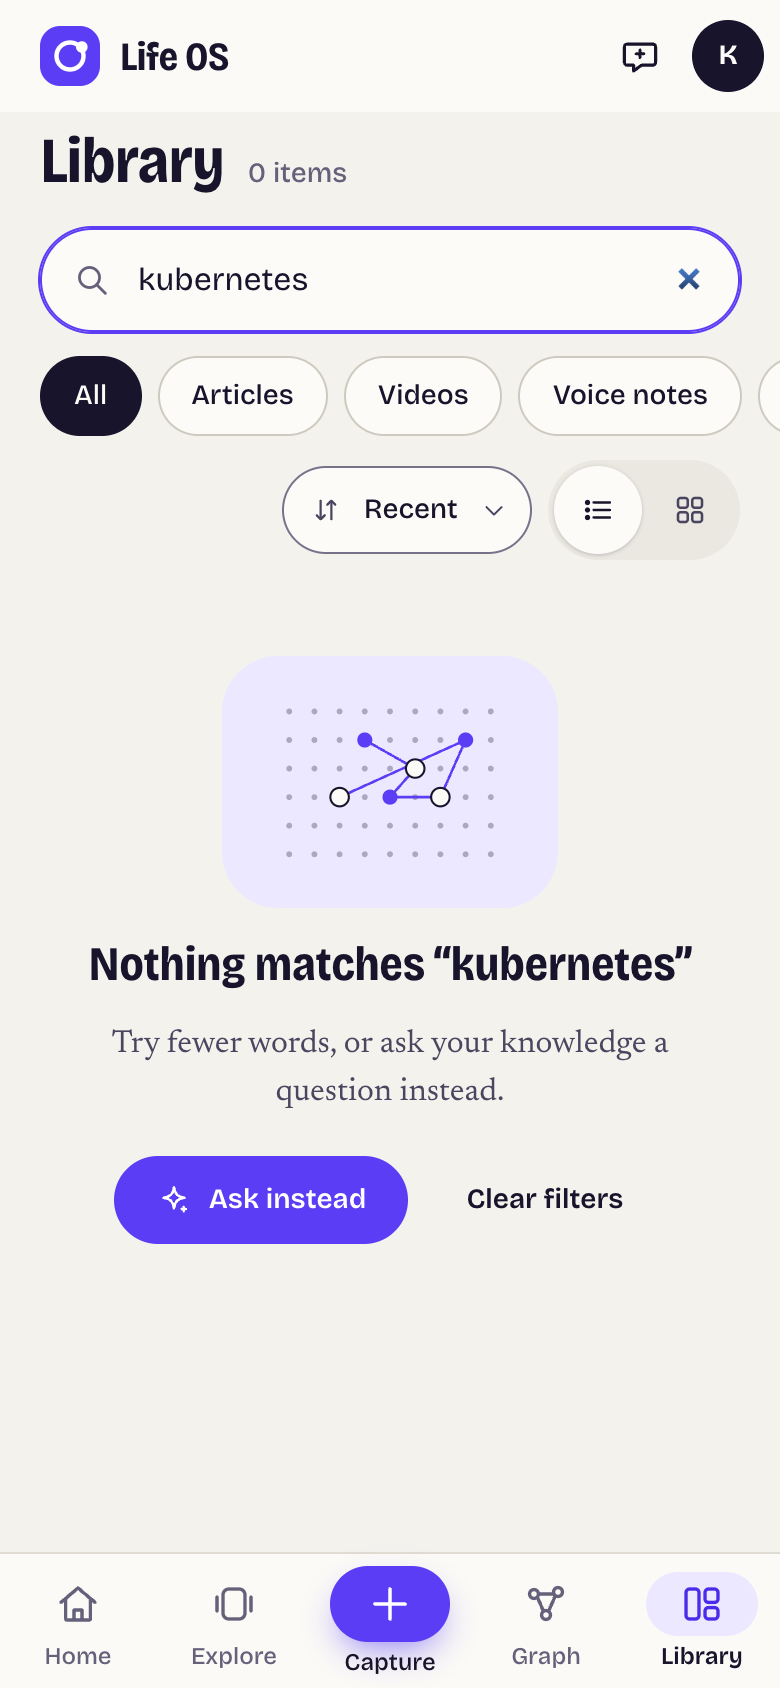 Life OS
K
Library 0 items
kubernetes
All Articles Videos Voice notes
Recent
Nothing matches “kubernetes”
Try fewer words, or ask your knowledge a
question instead.
Ask instead Clear filters
Home Explore Capture Graph Library